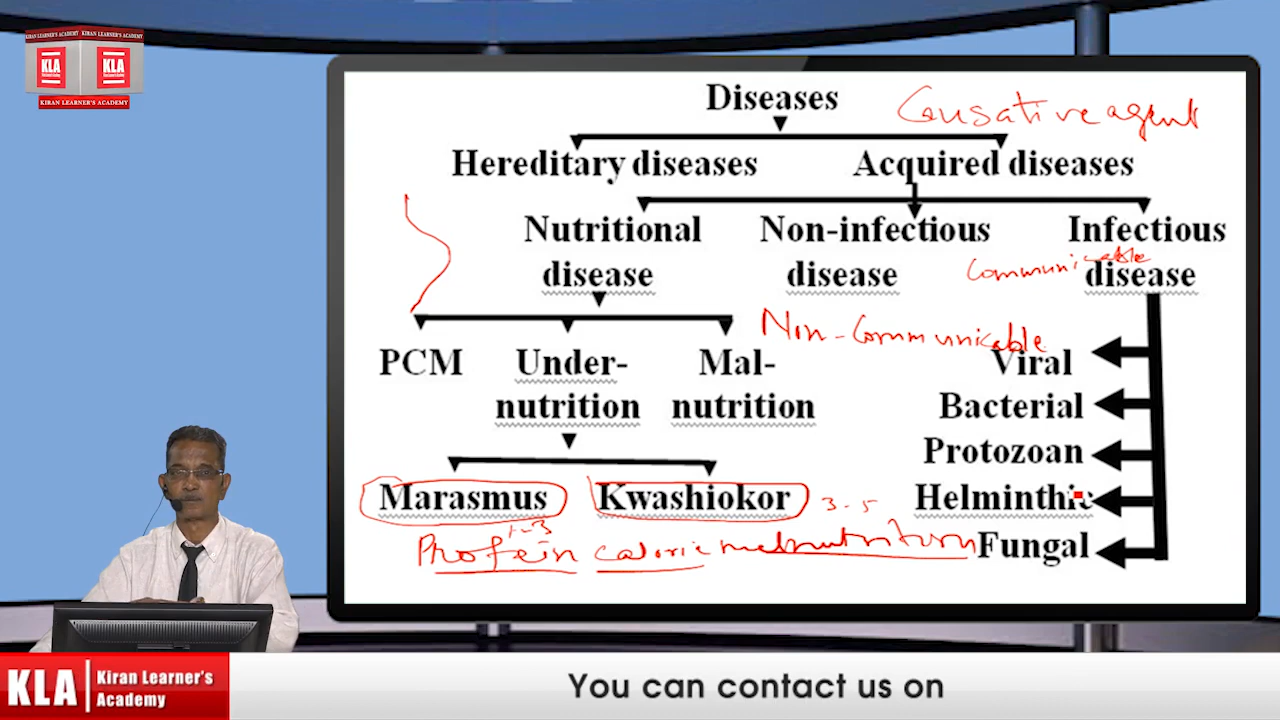 KIRAN LEARNER'S ACADEMY KIRAN LEARNER'S ACADEMY
KLA KLA
KIRAN LEARNER'S ACADEMY
Diseases
Causative agent
Hereditary diseases Acquired diseases
Nutritional disease
Non-infectious disease
Infectious disease
Communicable
Non-Communicable
PCM
Under-nutrition
Mal-nutrition
Viral
Bacterial
Protozoan
Helminthic
Fungal
Marasmus Kwashiokor
1-3
3-5
Protein calorie malnutrition
KLA
Kiran Learner's
Academy
You can contact us on